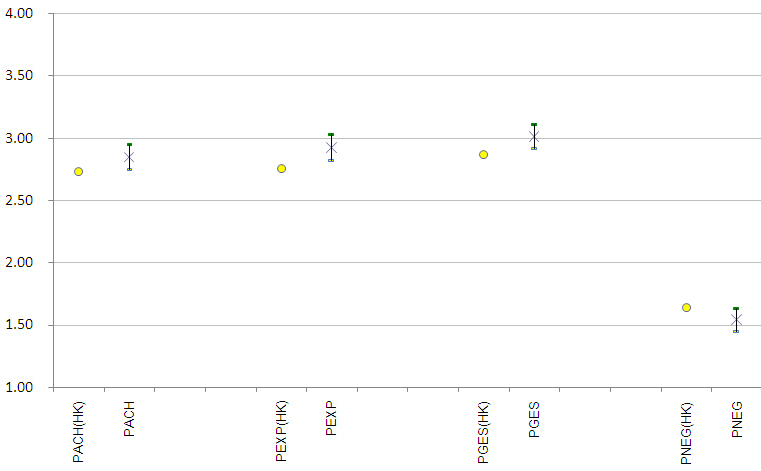 4.00
3.50
3.00
2.50
2.00
1.50
1.00
PACH(HK)
PACH
PEXP(HK)
PEXP
PGES(HK)
PGES
PNEG(HK)
PNEG